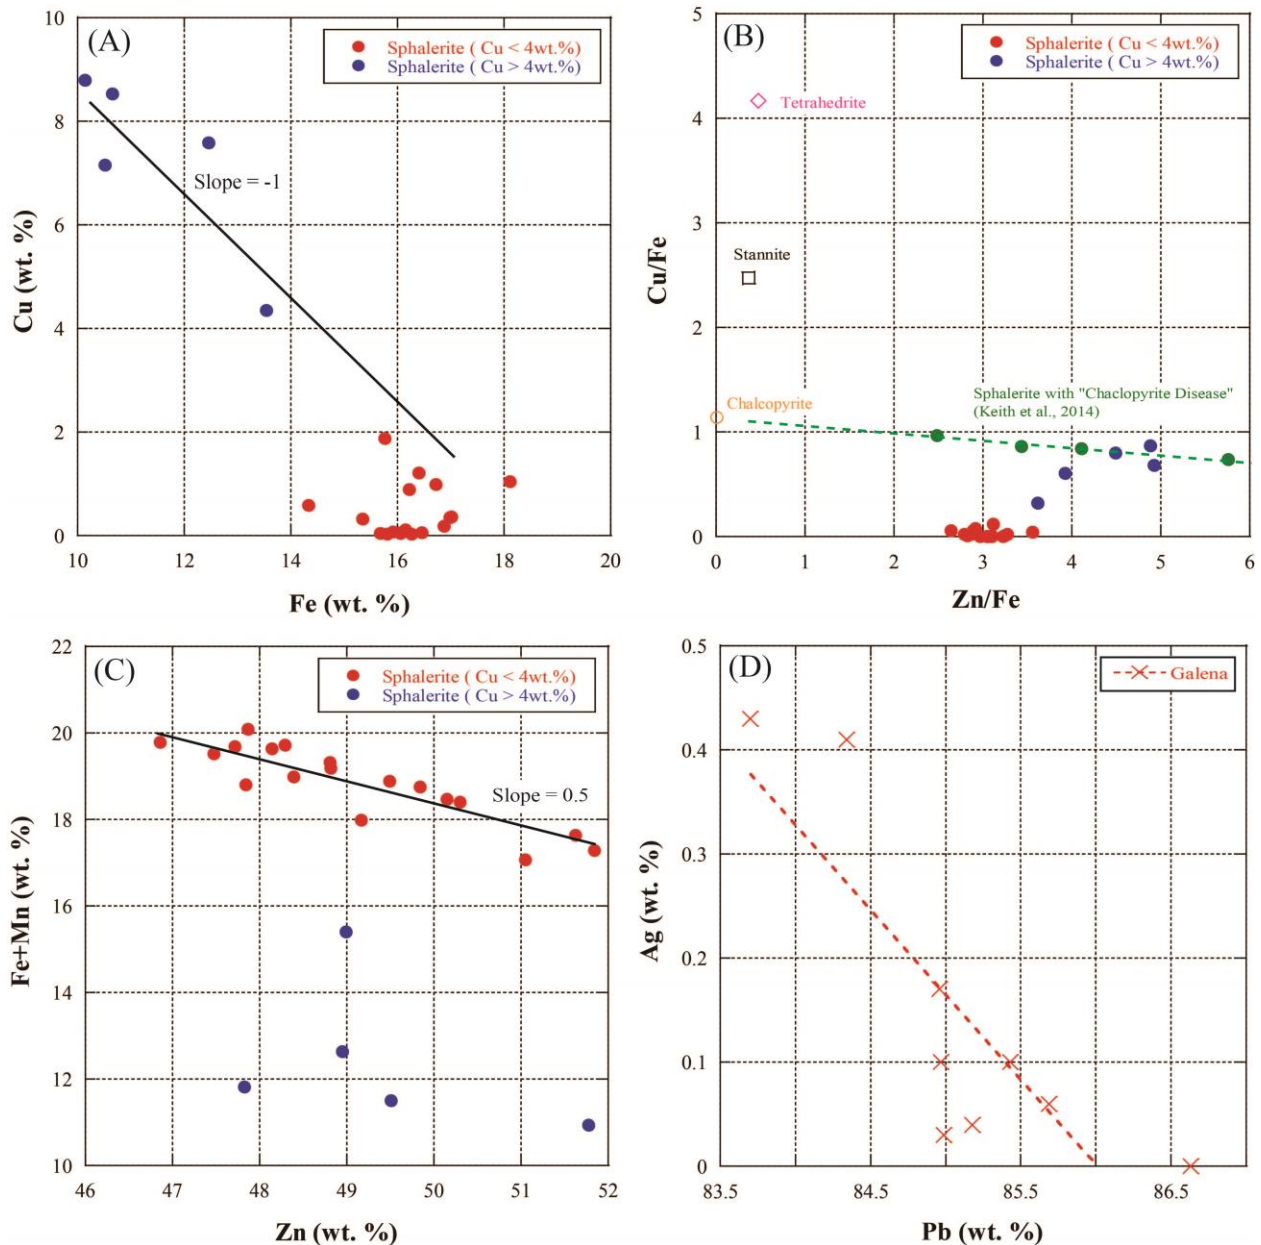 (A)
Sphalerite ( Cu < 4wt.%)
Sphalerite ( Cu > 4wt.%)
10
8
6
4
2
0
Cu (wt. %)
Slope = -1
10 12 14 16 18 20
Fe (wt. %)
(B)
Sphalerite ( Cu < 4wt.%)
Sphalerite ( Cu > 4wt.%)
5
4
3
2
1
0
Cu/Fe
Tetrahedrite
Stannite
Chalcopyrite
Sphalerite with "Chaclopyrite Disease"
(Keith et al., 2014)
0 1 2 3 4 5 6
Zn/Fe
(C)
Sphalerite ( Cu < 4wt.%)
Sphalerite ( Cu > 4wt.%)
22
20
18
16
14
12
10
Fe+Mn (wt. %)
Slope = 0.5
46 47 48 49 50 51 52
Zn (wt. %)
(D)
Galena
0.5
0.4
0.3
0.2
0.1
0
Ag (wt. %)
83.5 84.5 85.5 86.5
Pb (wt. %)